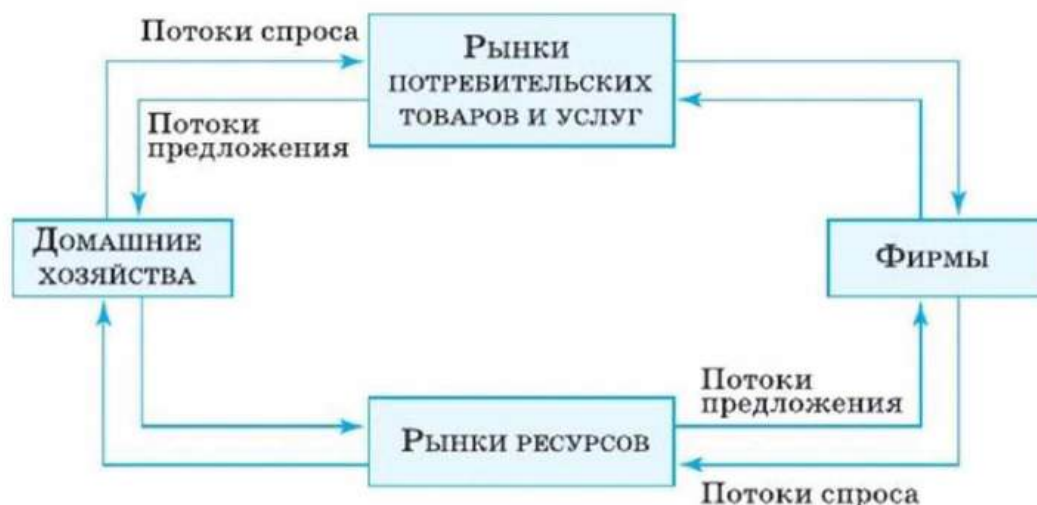 Потоки спроса
Рынки
потребительских
товаров и услуг
Потоки
предложения
Домашние
хозяйства
Фирмы
Потоки
предложения
Рынки ресурсов
Потоки спроса